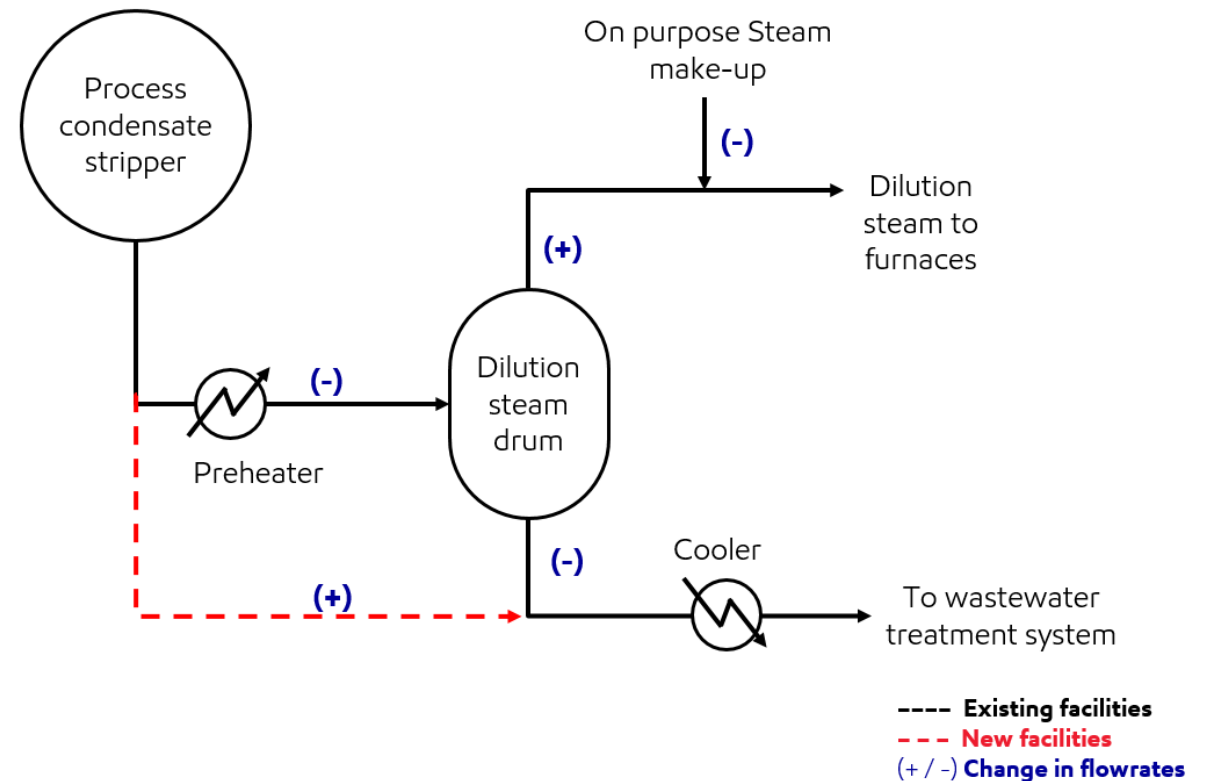 Process
condensate
stripper
On purpose Steam
make-up
(-)
Dilution
steam to
furnaces
(+)
(-)
Preheater
Dilution
steam
drum
(-)
Cooler
(+)
To wastewater
treatment system
---- Existing facilities
--- New facilities
(+ / -) Change in flowrates